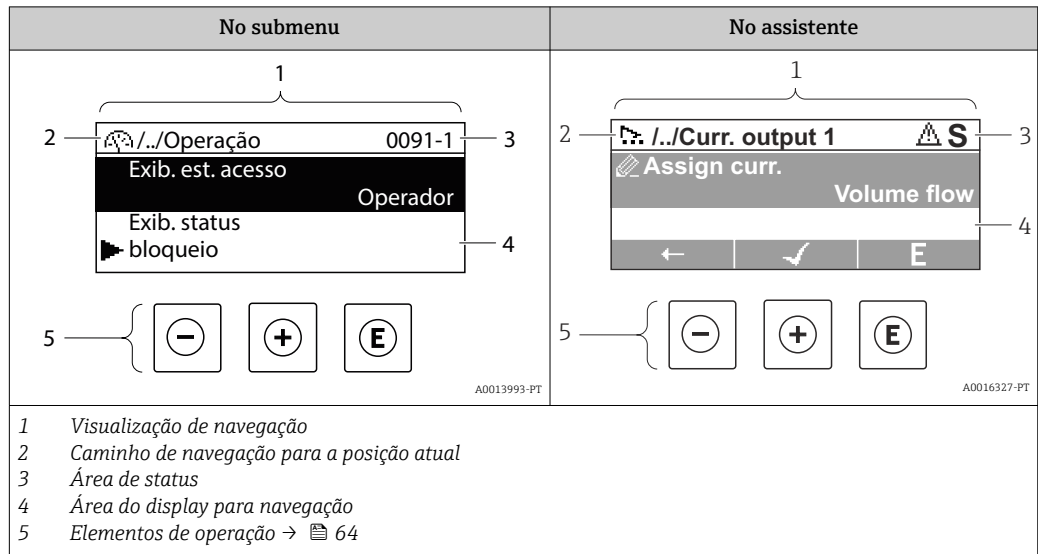 No submenu
No assistente
1
2
/../Operação 0091-1
3
Exib. est. acesso
Operador
Exib. status
bloqueio
4
5
- + E
A0013993-PT
1
2
/../Curr. output 1 S
3
Assign curr.
Volume flow
4
← ✓ E
5
- + E
A0016327-PT
1 Visualização de navegação
2 Caminho de navegação para a posição atual
3 Área de status
4 Área do display para navegação
5 Elementos de operação → 64